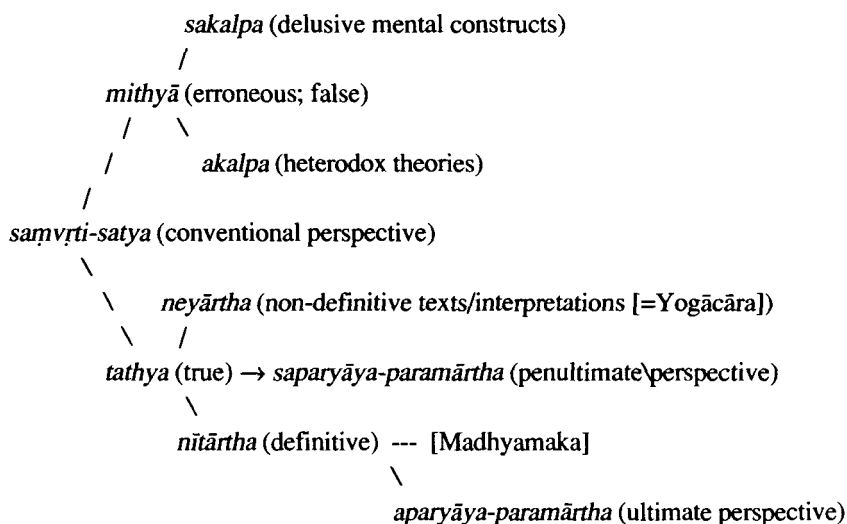 sakalpa (delusive mental constructs)
/
mithyā (erroneous; false)
/ \
/ akalpa (heterodox theories)
/
saṃvṛti-satya (conventional perspective)
\
neyārtha (non-definitive texts/interpretations [=Yogācāra])
\ /
tathya (true) → saparyāya-paramārtha (penultimate\perspective)
\
nītārtha (definitive) --- [Madhyamaka]
\
aparyāya-paramārtha (ultimate perspective)